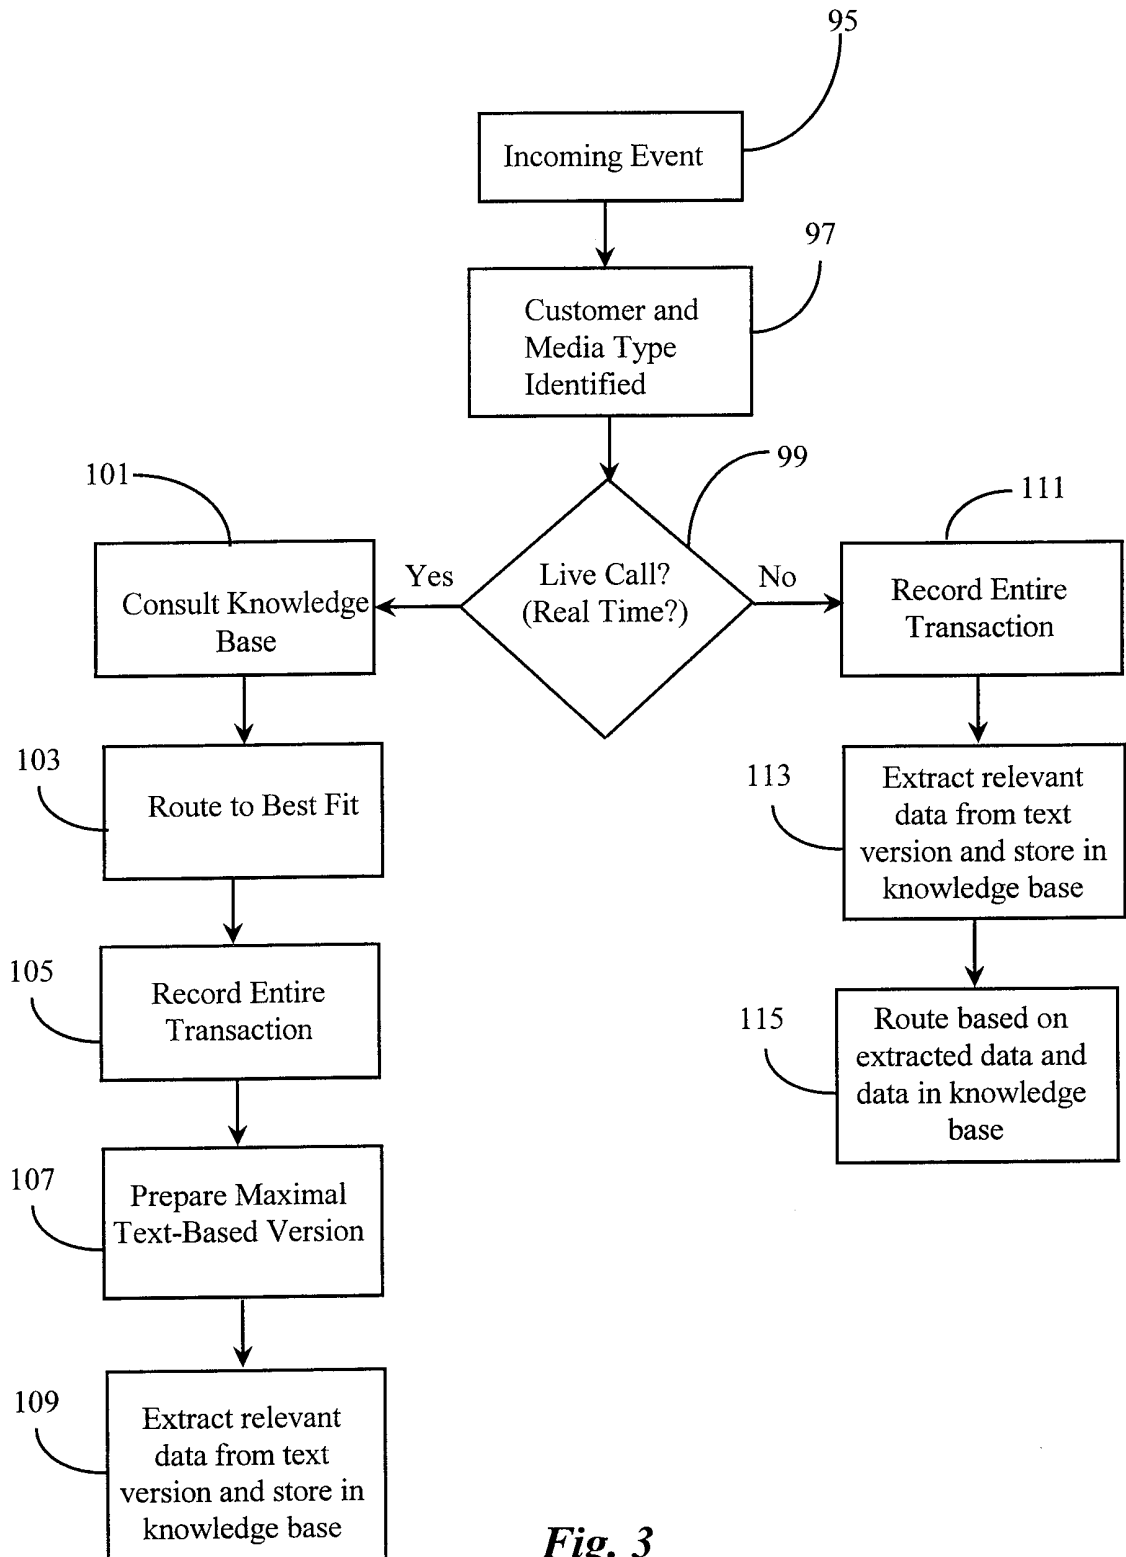 95
Incoming Event
97
Customer and
Media Type
Identified
99
Live Call?
(Real Time?)
Yes
No
101
Consult Knowledge
Base
103
Route to Best Fit
105
Record Entire
Transaction
107
Prepare Maximal
Text-Based Version
109
Extract relevant
data from text
version and store in
knowledge base
111
Record Entire
Transaction
113
Extract relevant
data from text
version and store in
knowledge base
115
Route based on
extracted data and
data in knowledge
base
Fig. 3